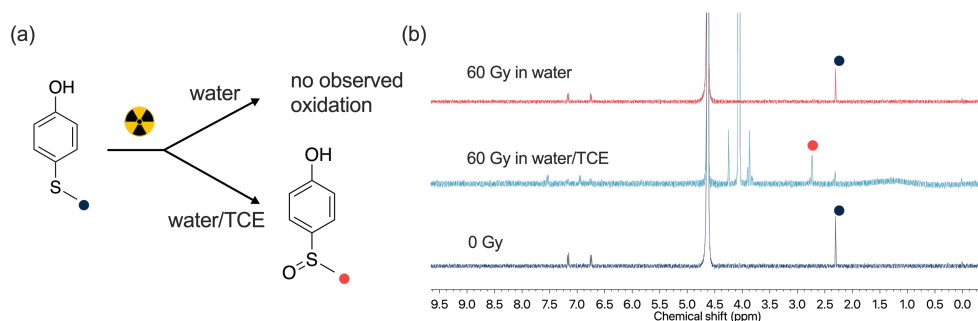 (a)
OH
S
water
no observed
oxidation
water/TCE
OH
O
S
(b)
60 Gy in water
60 Gy in water/TCE
0 Gy
9.5 9.0 8.5 8.0 7.5 7.0 6.5 6.0 5.5 5.0 4.5 4.0 3.5 3.0 2.5 2.0 1.5 1.0 0.5 0.0
Chemical shift (ppm)